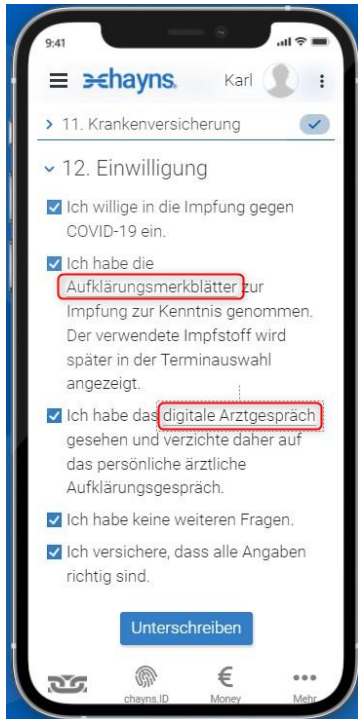 9:41
chayns.
Karl
11. Krankenversicherung
12. Einwilligung
Ich willige in die Impfung gegen
COVID-19 ein.
Ich habe die
Aufklärungsmerkblätter zur
Impfung zur Kenntnis genommen.
Der verwendete Impfstoff wird
später in der Terminauswahl
angezeigt.
Ich habe das digitale Arztgespräch
gesehen und verzichte daher auf
das persönliche ärztliche
Aufklärungsgespräch.
Ich habe keine weiteren Fragen.
Ich versichere, dass alle Angaben
richtig sind.
Unterschreiben
chayns.ID Money Mehr